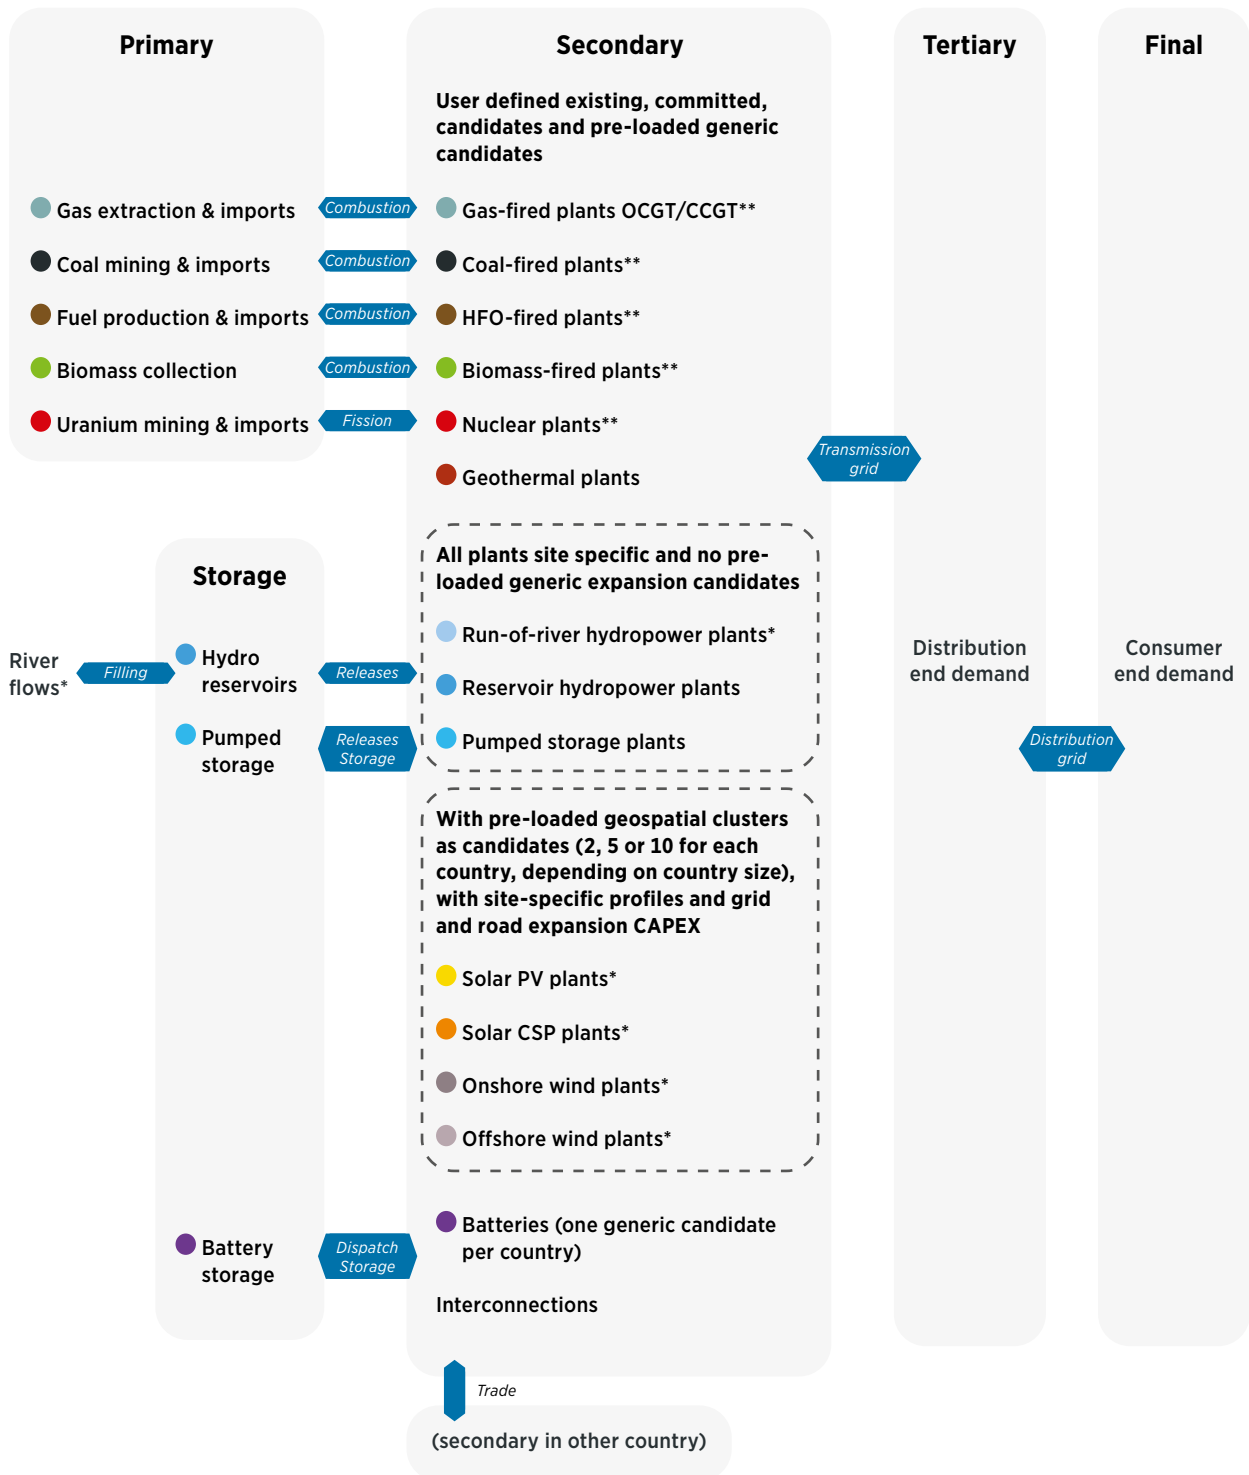 Primary
Secondary
Tertiary
Final
User defined existing, committed,
candidates and pre-loaded generic
candidates
Gas extraction & imports
Combustion
Gas-fired plants OCGT/CCGT**
Coal mining & imports
Combustion
Coal-fired plants**
Fuel production & imports
Combustion
HFO-fired plants**
Biomass collection
Combustion
Biomass-fired plants**
Uranium mining & imports
Fission
Nuclear plants**
Transmission
grid
Geothermal plants
Storage
All plants site specific and no pre-
loaded generic expansion candidates
Run-of-river hydropower plants*
River
flows*
Filling
Hydro
reservoirs
Releases
Reservoir hydropower plants
Distribution
end demand
Consumer
end demand
Pumped
storage
Releases
Storage
Pumped storage plants
Distribution
grid
With pre-loaded geospatial clusters
as candidates (2, 5 or 10 for each
country, depending on country size),
with site-specific profiles and grid
and road expansion CAPEX
Solar PV plants*
Solar CSP plants*
Onshore wind plants*
Offshore wind plants*
Battery
storage
Dispatch
Storage
Batteries (one generic candidate
per country)
Interconnections
Trade
(secondary in other country)